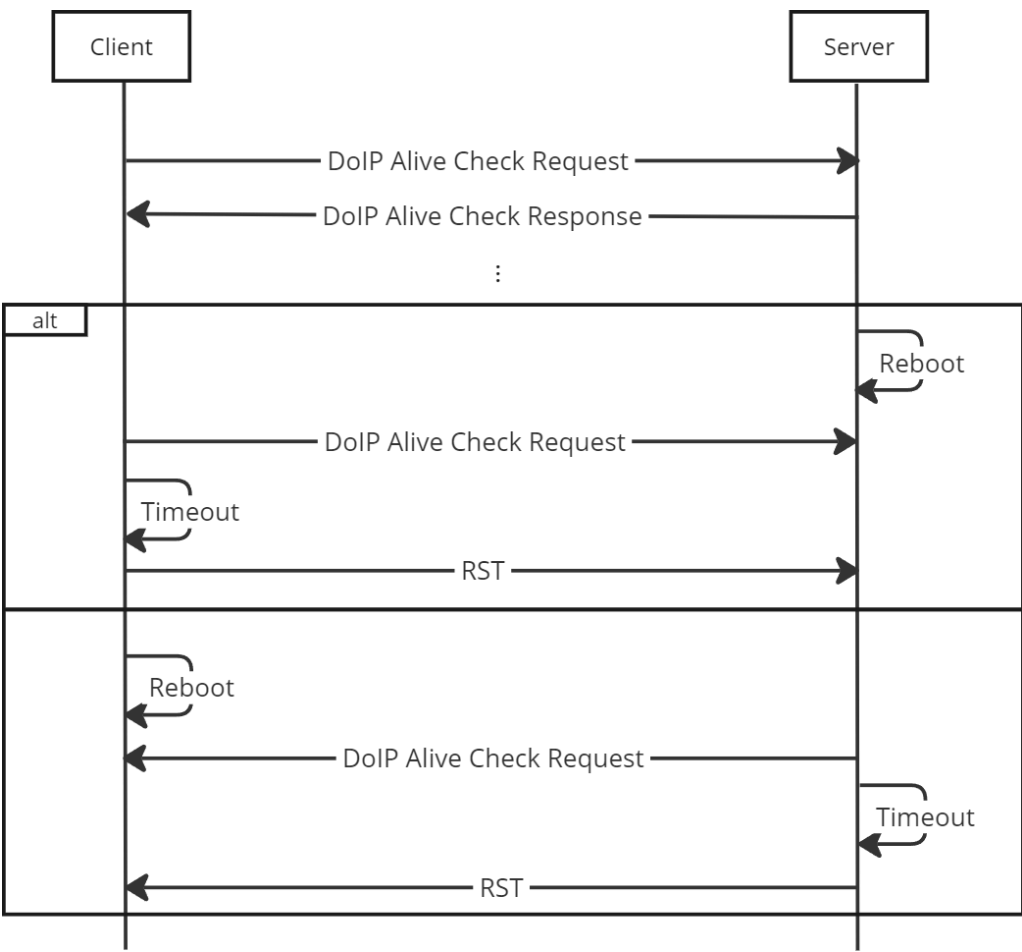 Client
Server
DoIP Alive Check Request
DoIP Alive Check Response
⋮
alt
Reboot
DoIP Alive Check Request
Timeout
RST
Reboot
DoIP Alive Check Request
Timeout
RST